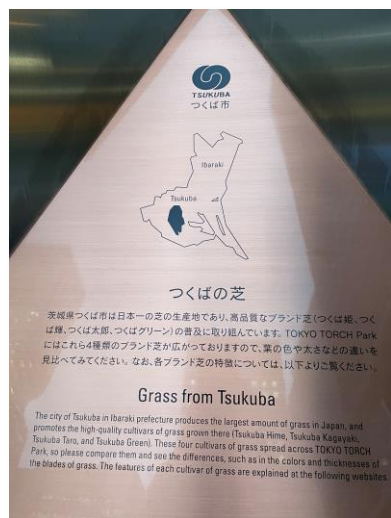 TSUKUBA
つくば市
Ibaraki
Tsukuba
つくばの芝
茨城県つくば市は日本一の芝の生産地であり、高品質なブランド芝(つくば姫、つく
ば輝、つくば太郎、つくばグリーン)の普及に取り組んでいます。TOKYO TORCH Park
にはこれら4種類のブランド芝が広がっておりますので、葉の色や太さなどの違いを
見比べてみてください。なお、各ブランド芝の特徴については、以下よりご覧ください。
Grass from Tsukuba
The city of Tsukuba in Ibaraki prefecture produces the largest amount of grass in Japan, and
promotes the high-quality cultivars of grass grown there (Tsukuba Hime, Tsukuba Kagayaki,
Tsukuba Taro, and Tsukuba Green). These four cultivars of grass spread across TOKYO TORCH
Park, so please compare them and see the differences, such as in the colors and thicknesses of
the blades of grass. The features of each cultivar of grass are explained at the following websites